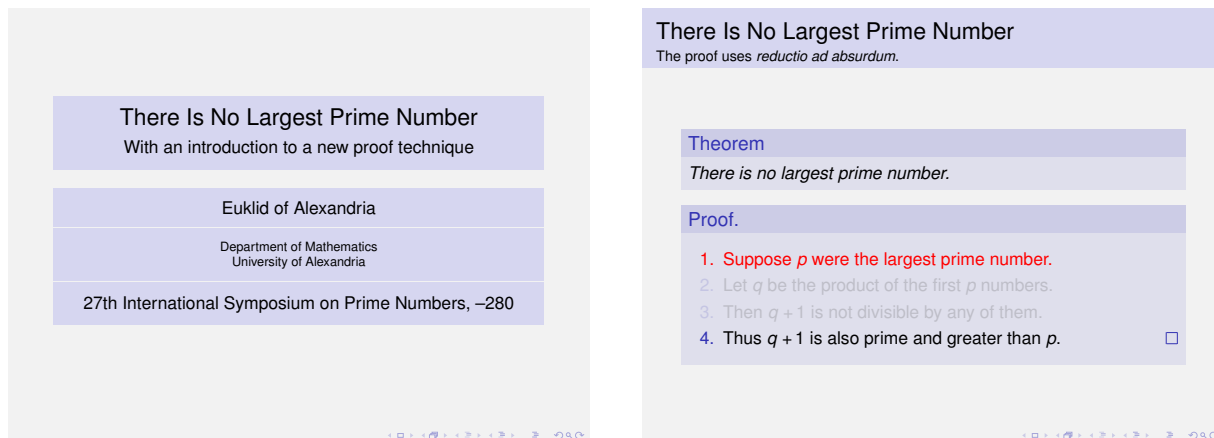 There Is No Largest Prime Number
With an introduction to a new proof technique
Euklid of Alexandria
Department of Mathematics
University of Alexandria
27th International Symposium on Prime Numbers, –280
There Is No Largest Prime Number
The proof uses reductio ad absurdum.
Theorem
There is no largest prime number.
Proof.
1. Suppose p were the largest prime number.
2. Let q be the product of the first p numbers.
3. Then q + 1 is not divisible by any of them.
4. Thus q + 1 is also prime and greater than p.